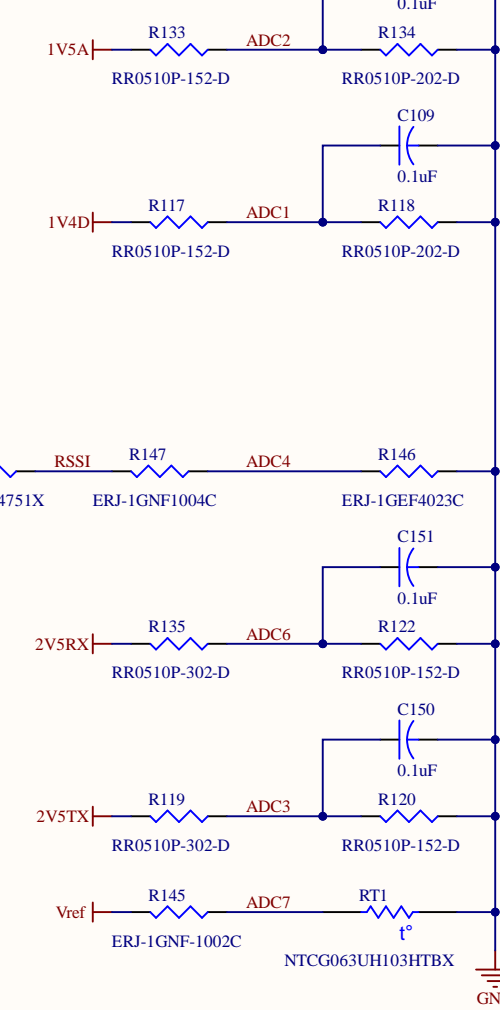 0.1uF
R133
R134
1V5A
ADC2
RR0510P-152-D
RR0510P-202-D
C109
0.1uF
R117
R118
1V4D
ADC1
RR0510P-152-D
RR0510P-202-D
R147
R146
RSSI
ADC4
4751X
ERJ-1GNF1004C
ERJ-1GEF4023C
C151
0.1uF
R135
R122
2V5RX
ADC6
RR0510P-302-D
RR0510P-152-D
C150
0.1uF
R119
R120
2V5TX
ADC3
RR0510P-302-D
RR0510P-152-D
R145
RT1
Vref
ADC7
t°
ERJ-1GNF-1002C
NTCG063UH103HTBX
GN